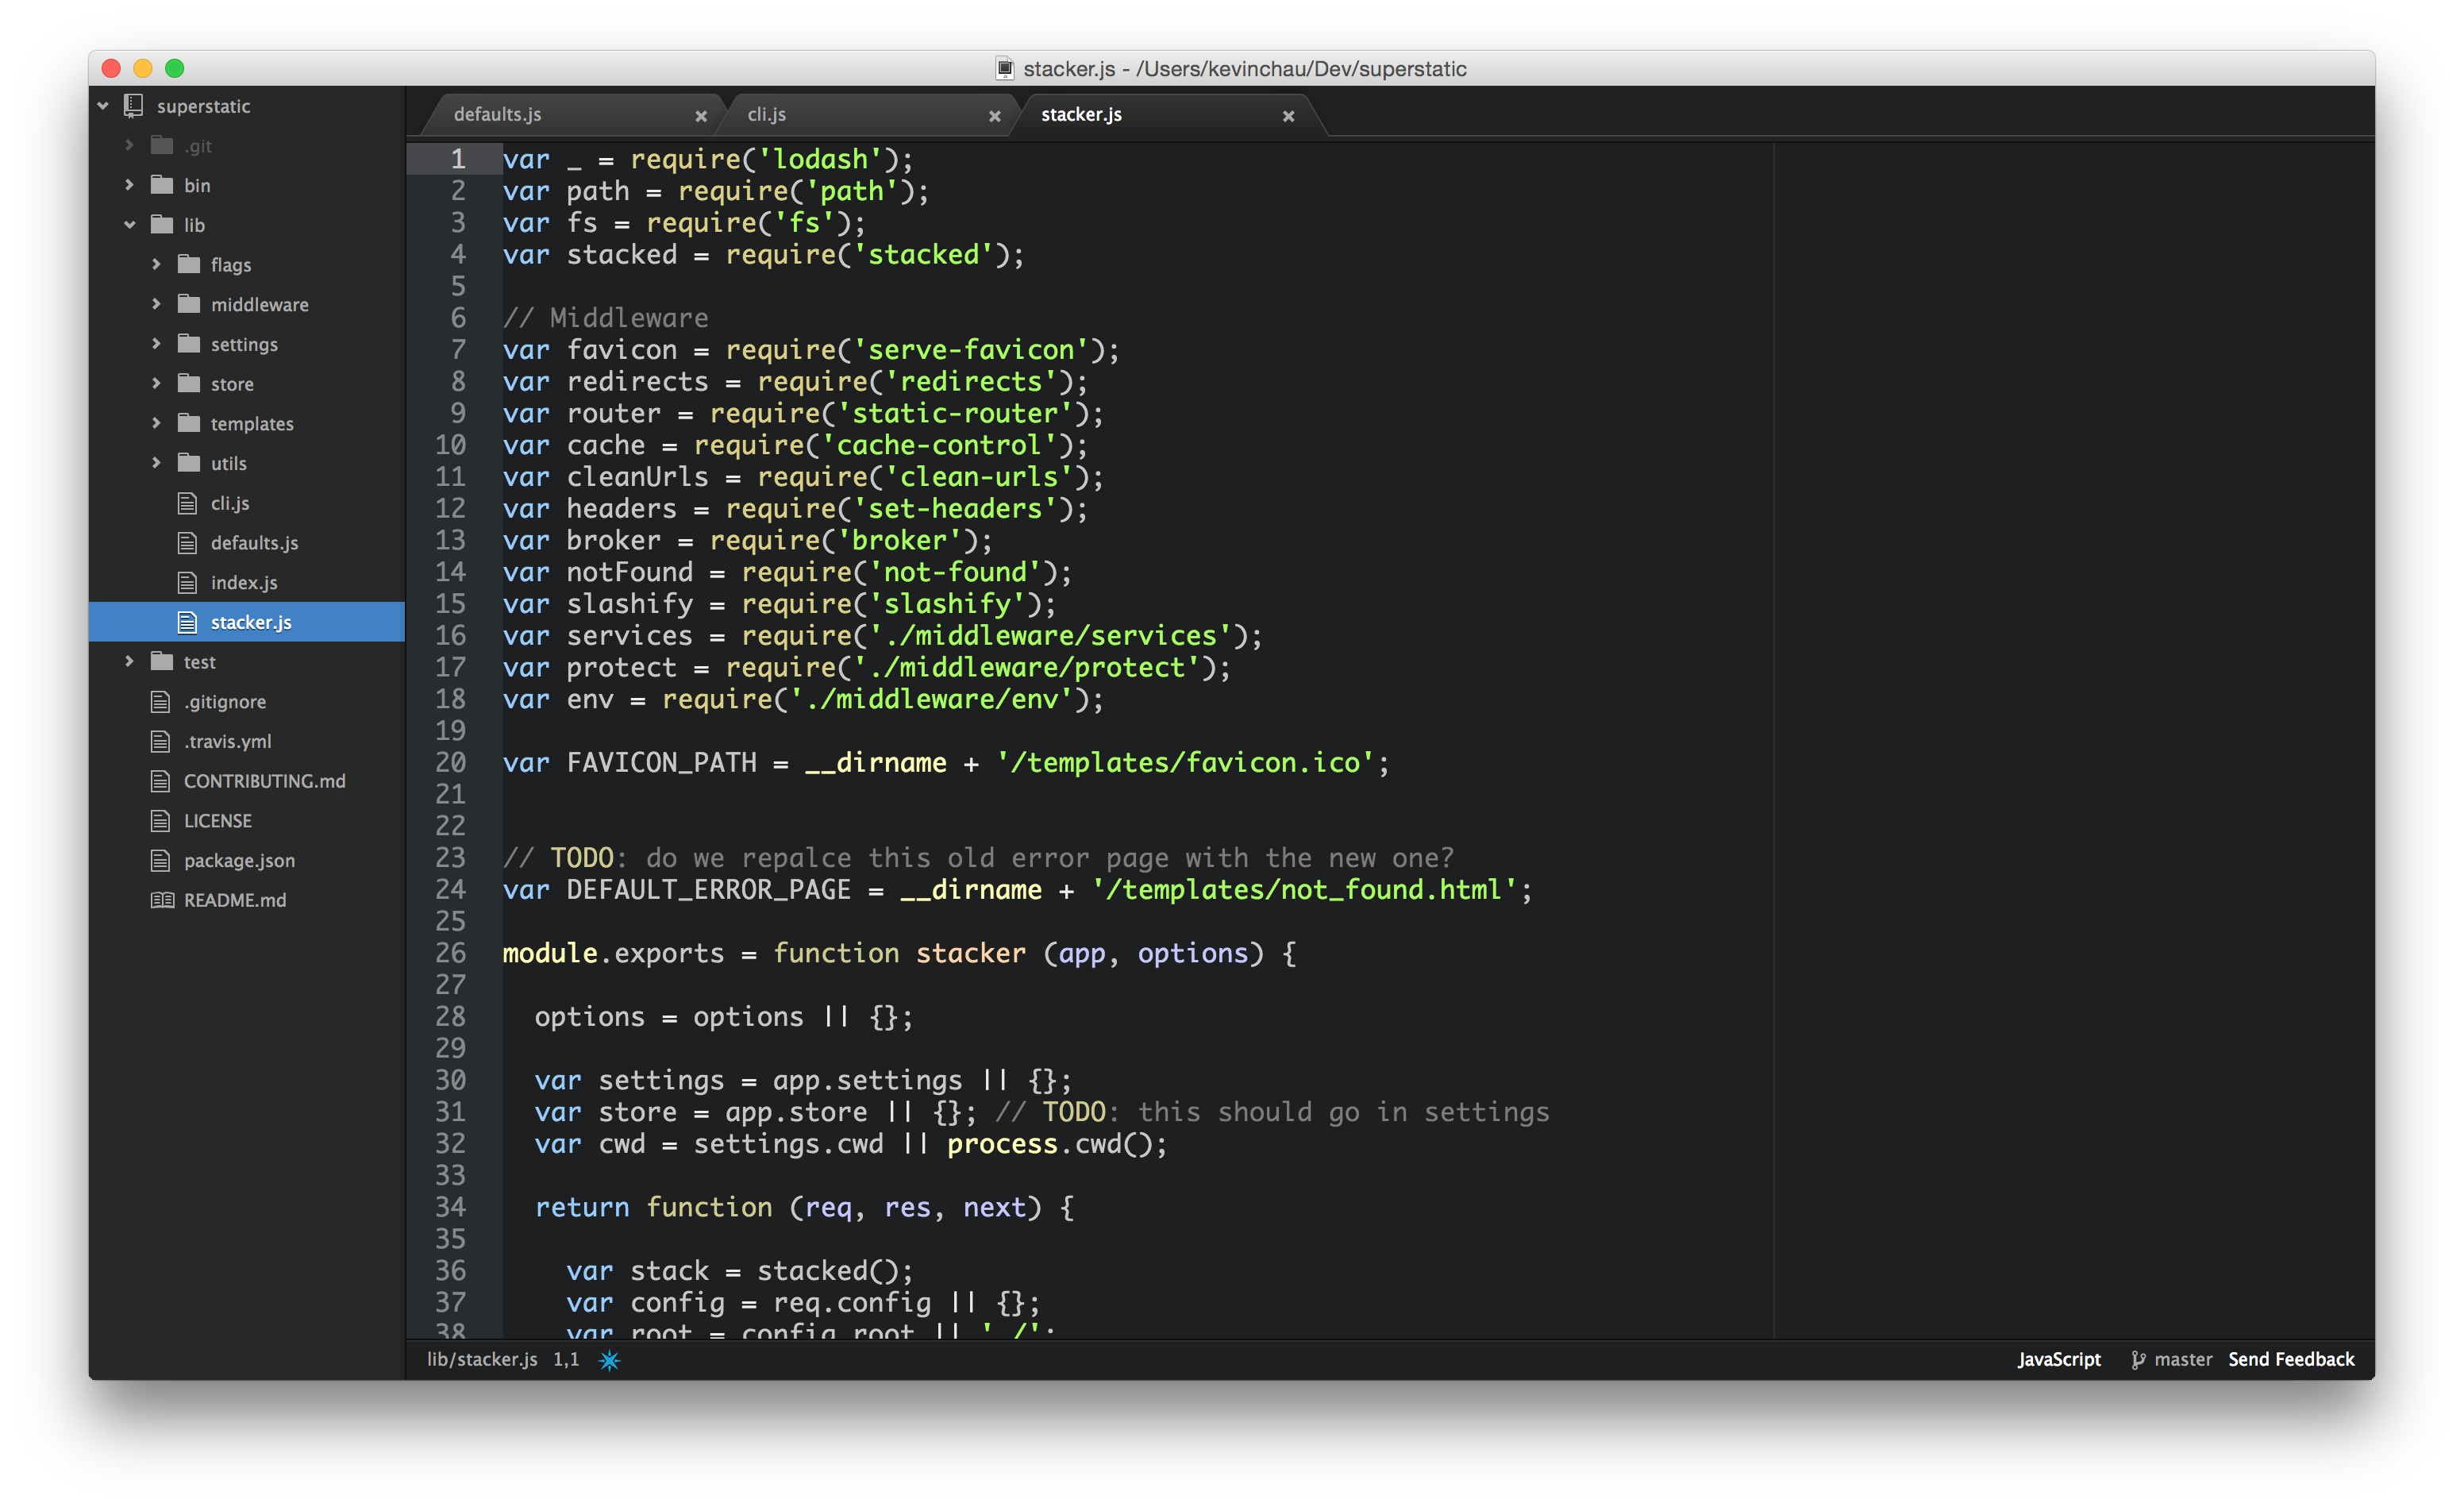 stacker.js - /Users/kevinchau/Dev/superstatic
superstatic
.git
bin
lib
flags
middleware
settings
store
templates
utils
cli.js
defaults.js
index.js
stacker.js
test
.gitignore
.travis.yml
CONTRIBUTING.md
LICENSE
package.json
README.md
defaults.js
cli.js
stacker.js
1 var _ = require('lodash');
2 var path = require('path');
3 var fs = require('fs');
4 var stacked = require('stacked');
5
6 // Middleware
7 var favicon = require('serve-favicon');
8 var redirects = require('redirects');
9 var router = require('static-router');
10 var cache = require('cache-control');
11 var cleanUrls = require('clean-urls');
12 var headers = require('set-headers');
13 var broker = require('broker');
14 var notFound = require('not-found');
15 var slashify = require('slashify');
16 var services = require('./middleware/services');
17 var protect = require('./middleware/protect');
18 var env = require('./middleware/env');
19
20 var FAVICON_PATH = __dirname + '/templates/favicon.ico';
21
22
23 // TODO: do we repalce this old error page with the new one?
24 var DEFAULT_ERROR_PAGE = __dirname + '/templates/not_found.html';
25
26 module.exports = function stacker (app, options) {
27
28 options = options || {};
29
30 var settings = app.settings || {};
31 var store = app.store || {}; // TODO: this should go in settings
32 var cwd = settings.cwd || process.cwd();
33
34 return function (req, res, next) {
35
36 var stack = stacked();
37 var config = req.config || {};
38 var root = config.root || './';
lib/stacker.js 1,1
JavaScript master Send Feedback